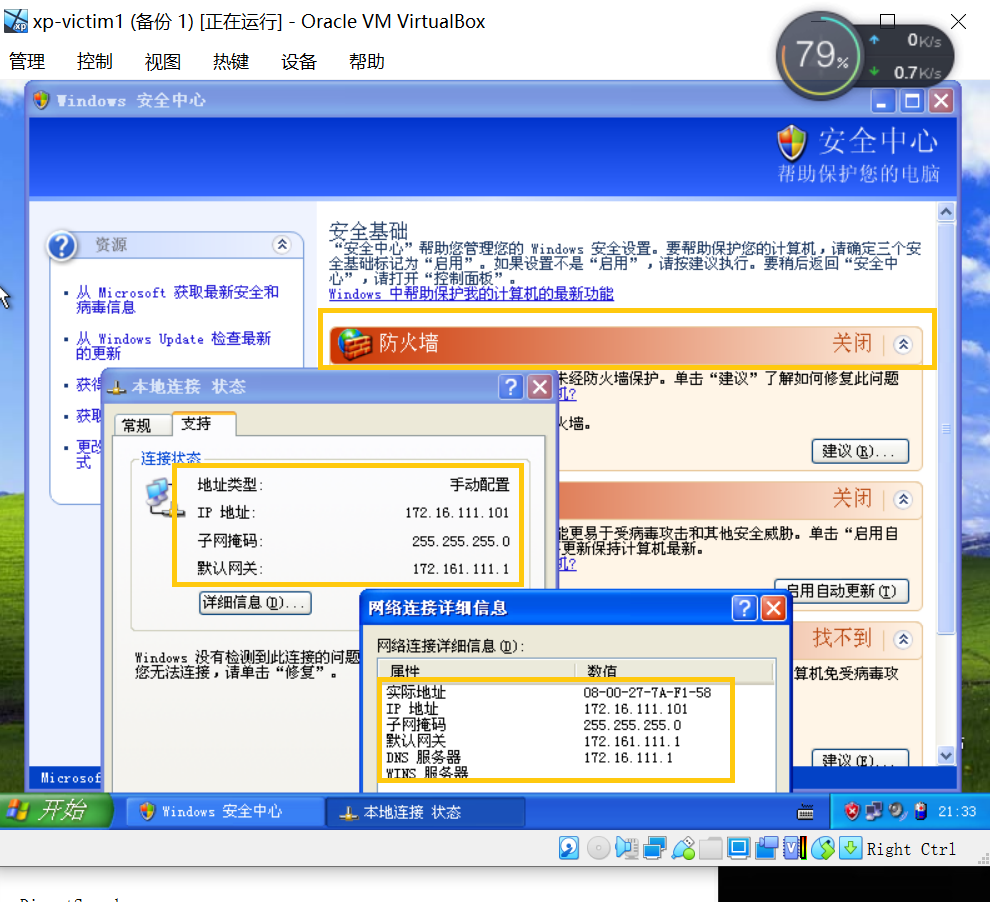 xp-victim1 (备份 1) [正在运行] - Oracle VM VirtualBox
管理 控制 视图 热键 设备 帮助
79%
0K/s
0.7K/s
Windows 安全中心
安全中心
帮助保护您的电脑
资源
从 Microsoft 获取最新安全和
病毒信息
从 Windows Update 检查最新
的更新
获得
获取
更改
式
安全基础
“安全中心”帮助您管理您的 Windows 安全设置。要帮助保护您的计算机，请确定三个安
全基础标记为“启用”。如果设置不是“启用”，请按建议执行。要稍后返回“安全中
心”，请打开“控制面板”。
Windows 中帮助保护我的计算机的最新功能
防火墙 关闭
未经防火墙保护。单击“建议”了解如何修复此问题
机?
火墙。
建议(R)...
关闭
能更易于受病毒攻击和其他安全威胁。单击“启用自
更新保持计算机最新。
机?
启用自动更新(T)
找不到
算机免受病毒攻
建议(E)...
Microsof
本地连接 状态
常规 支持
连接状态
地址类型: 手动配置
IP 地址: 172.16.111.101
子网掩码: 255.255.255.0
默认网关: 172.161.111.1
详细信息(D)...
Windows 没有检测到此连接的问题
您无法连接，请单击“修复”。
网络连接详细信息
网络连接详细信息(D):
属性 数值
实际地址 08-00-27-7A-F1-58
IP 地址 172.16.111.101
子网掩码 255.255.255.0
默认网关 172.161.111.1
DNS 服务器 172.16.111.1
WINS 服务器
开始 Windows 安全中心 本地连接 状态 21:33
Right Ctrl